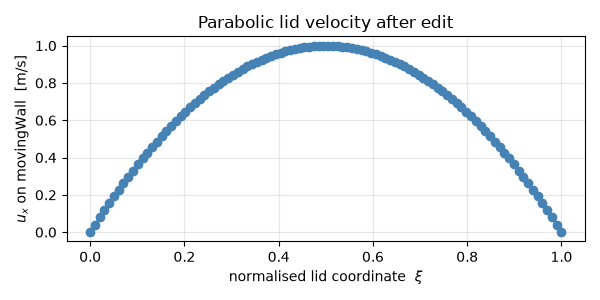 Parabolic lid velocity after edit
1.0
0.8
0.6
0.4
0.2
0.0
u_x on movingWall [m/s]
0.0 0.2 0.4 0.6 0.8 1.0
normalised lid coordinate ξ